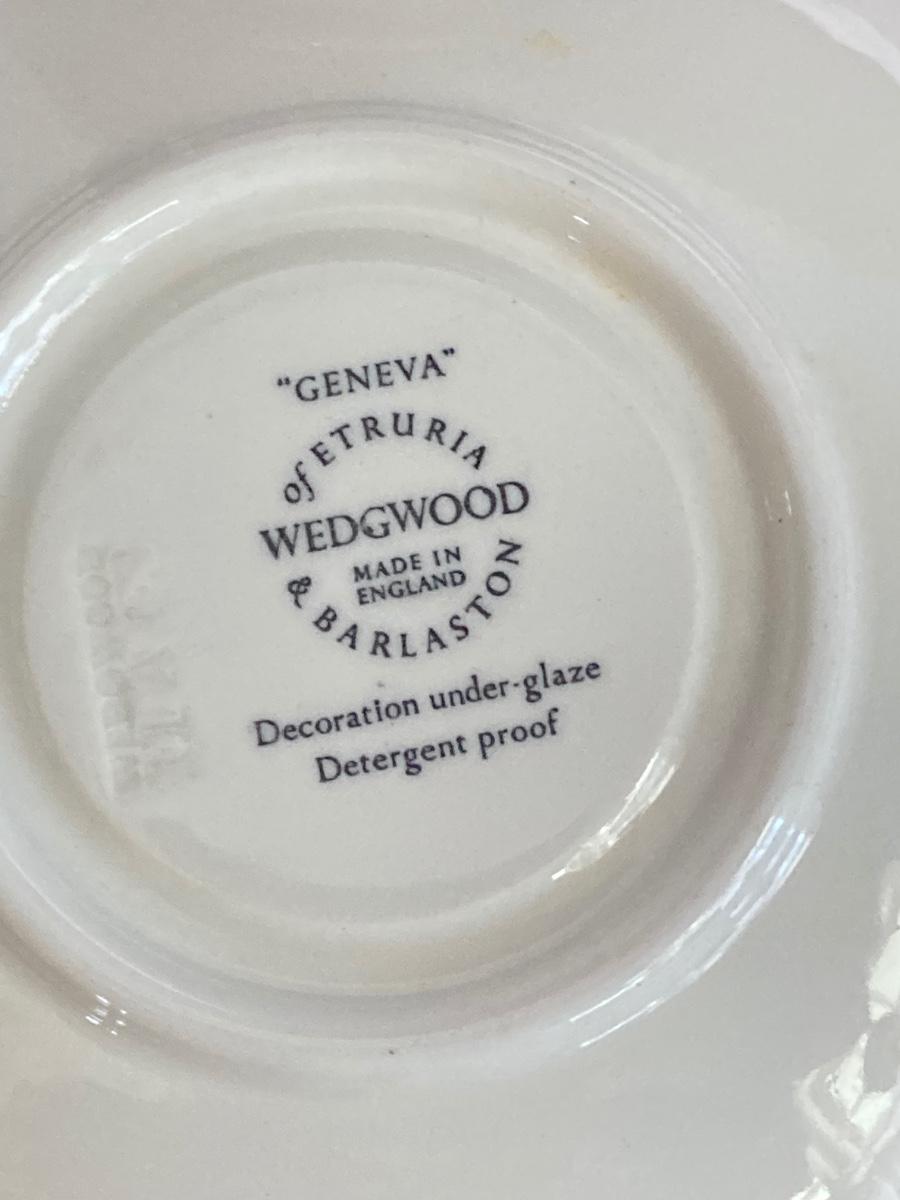 "GENEVA"
of ETRURIA
WEDGWOOD
MADE IN
ENGLAND
& BARLASTON
Decoration under-glaze
Detergent proof